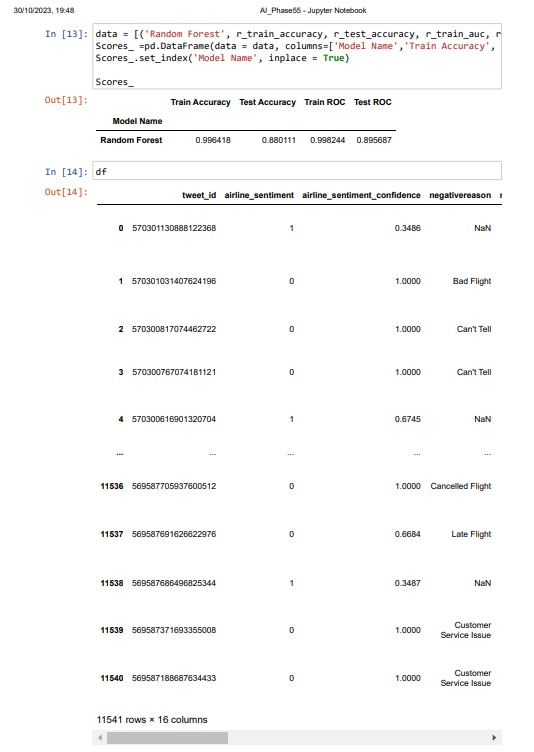 30/10/2023, 19:48 AI_Phase55 - Jupyter Notebook
In [13]: data = [('Random Forest', r_train_accuracy, r_test_accuracy, r_train_auc, r
Scores_ =pd.DataFrame(data = data, columns=['Model Name','Train Accuracy',
Scores_.set_index('Model Name', inplace = True)
Scores_
Out[13]: Train Accuracy Test Accuracy Train ROC Test ROC
Model Name
Random Forest 0.996418 0.880111 0.998244 0.895687
In [14]: df
Out[14]: tweet_id airline_sentiment airline_sentiment_confidence negativereason
0 570301130888122368 1 0.3486 NaN
1 570301031407624196 0 1.0000 Bad Flight
2 570300817074462722 0 1.0000 Can't Tell
3 570300767074181121 0 1.0000 Can't Tell
4 570300616901320704 1 0.6745 NaN
... ... ... ... ...
11536 569587705937600512 0 1.0000 Cancelled Flight
11537 569587691626622976 0 0.6684 Late Flight
11538 569587686496825344 1 0.3487 NaN
11539 569587371693355008 0 1.0000 Customer
Service Issue
11540 569587188687634433 0 1.0000 Customer
Service Issue
11541 rows × 16 columns